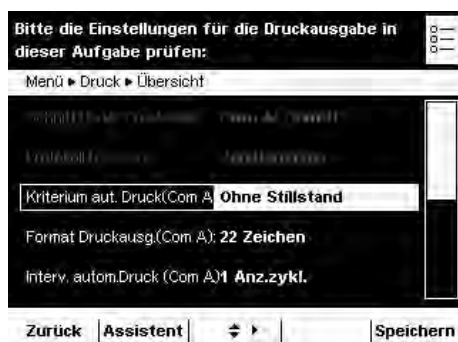 Bitte die Einstellungen für die Druckausgabe in
dieser Aufgabe prüfen:
Menü ▸ Druck ▸ Übersicht
Kriterium aut. Druck(Com A Ohne Stillstand
Format Druckausg.(Com A): 22 Zeichen
Interv. autom.Druck (Com A)1 Anz.zykl.
Zurück Assistent Speichern